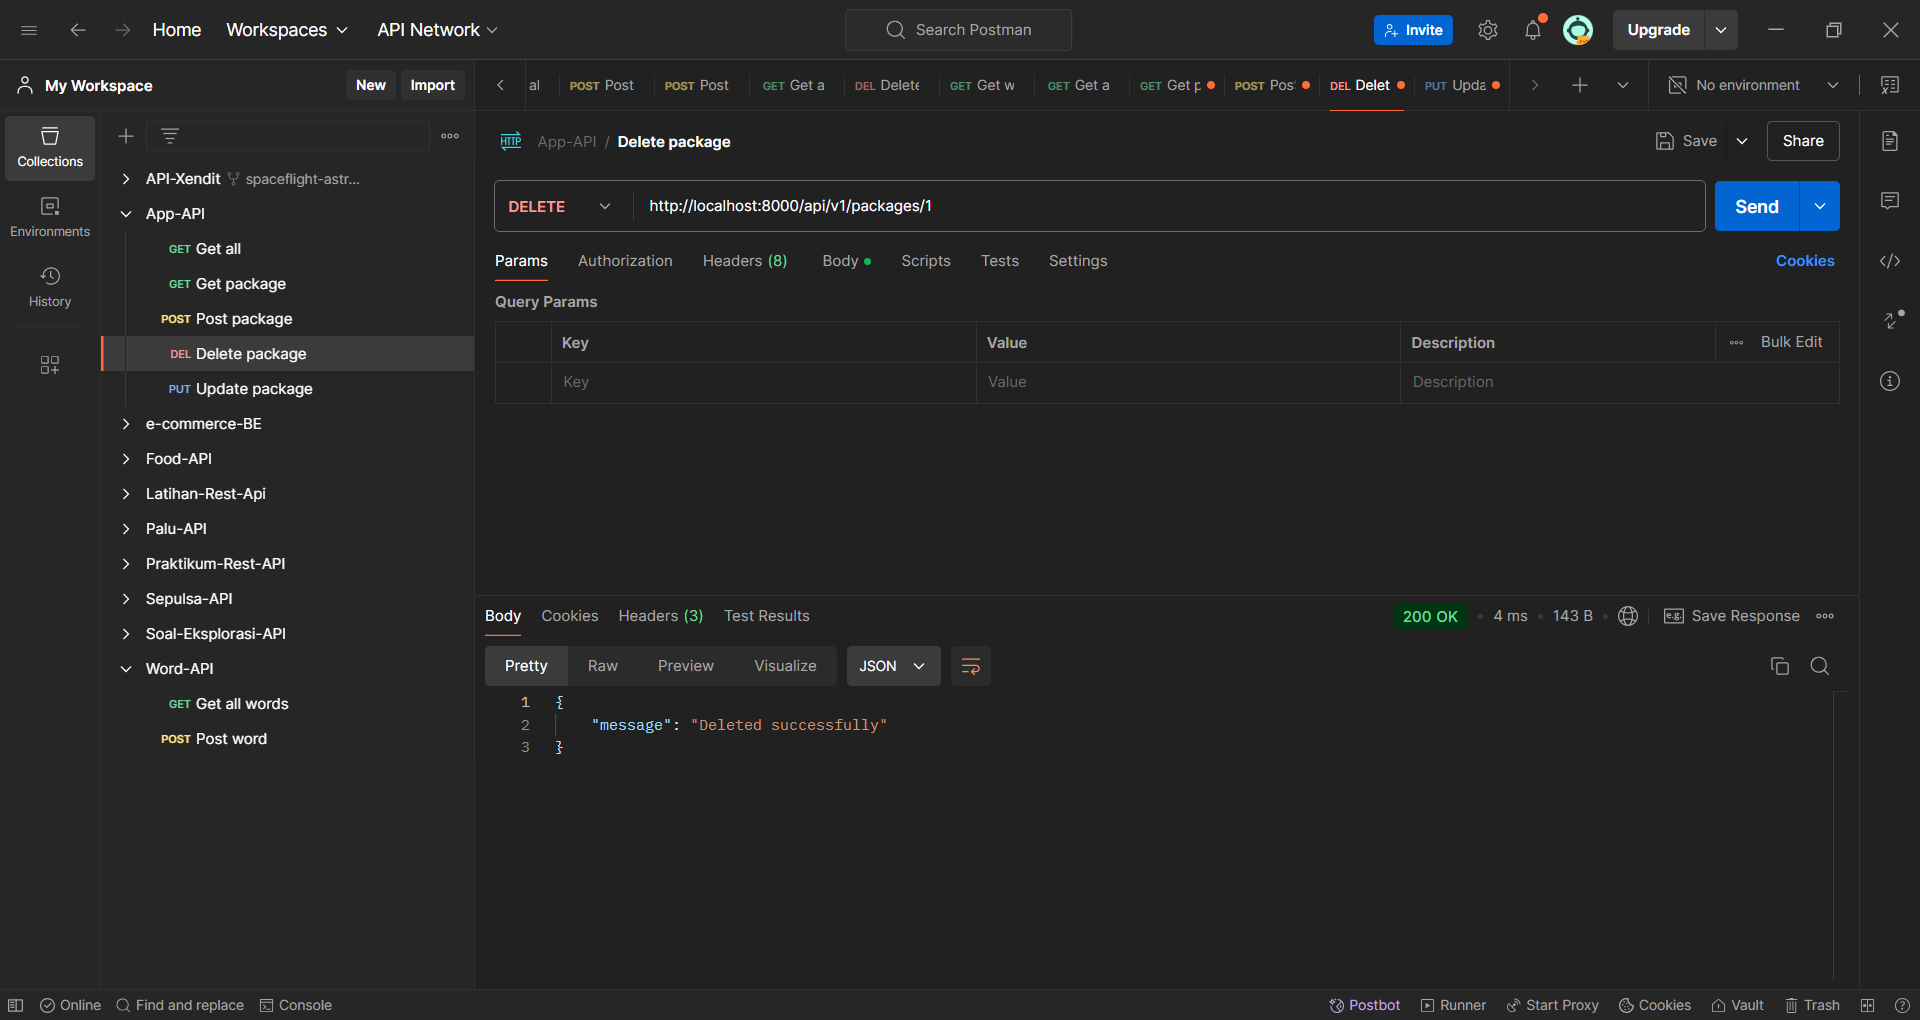 Home Workspaces API Network Search Postman Invite Upgrade
My Workspace New Import
al POST Post POST Post GET Get a DEL Delete GET Get w GET Get a GET Get p POST Pos DEL Delet PUT Upda No environment
Collections
Environments
History
API-Xendit spaceflight-astr...
App-API
GET Get all
GET Get package
POST Post package
DEL Delete package
PUT Update package
e-commerce-BE
Food-API
Latihan-Rest-Api
Palu-API
Praktikum-Rest-API
Sepulsa-API
Soal-Eksplorasi-API
Word-API
GET Get all words
POST Post word
HTTP App-API / Delete package Save Share
DELETE http://localhost:8000/api/v1/packages/1 Send
Params Authorization Headers (8) Body Scripts Tests Settings Cookies
Query Params
Key Value Description Bulk Edit
Key Value Description
Body Cookies Headers (3) Test Results 200 OK 4 ms 143 B e.g. Save Response
Pretty Raw Preview Visualize JSON
1 {
2 "message": "Deleted successfully"
3 }
Online Find and replace Console Postbot Runner Start Proxy Cookies Vault Trash